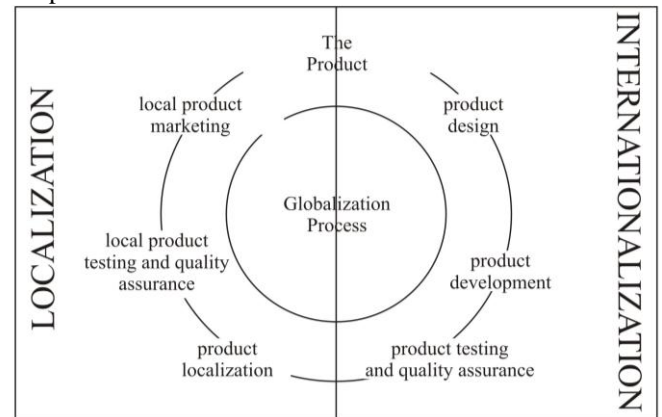 The
Product
local product
marketing
product
design
LOCALIZATION
INTERNATIONALIZATION
Globalization
Process
local product
testing and quality
assurance
product
development
product
localization
product testing
and quality assurance